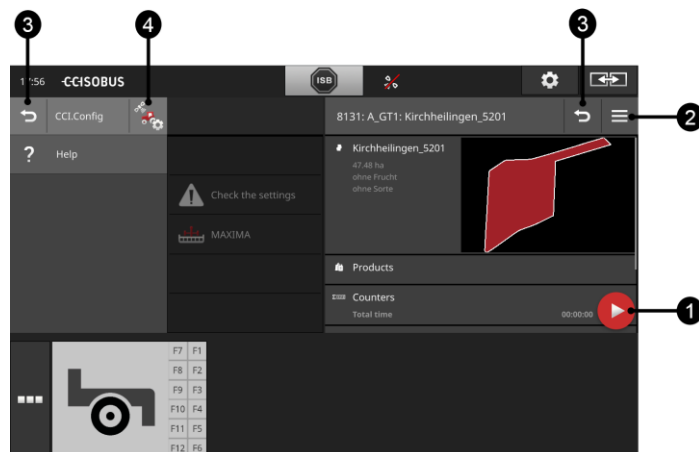 3
4
3
17:56
CCISOBUS
ISB
CCI.Config
8131: A_GT1: Kirchheilingen_5201
2
? Help
Kirchheilingen_5201
47.48 ha
ohne Frucht
ohne Sorte
Check the settings
MAXIMA
Products
Counters
Total time 00:00:00
1
F7 F1
F8 F2
F9 F3
F10 F4
F11 F5
F12 F6